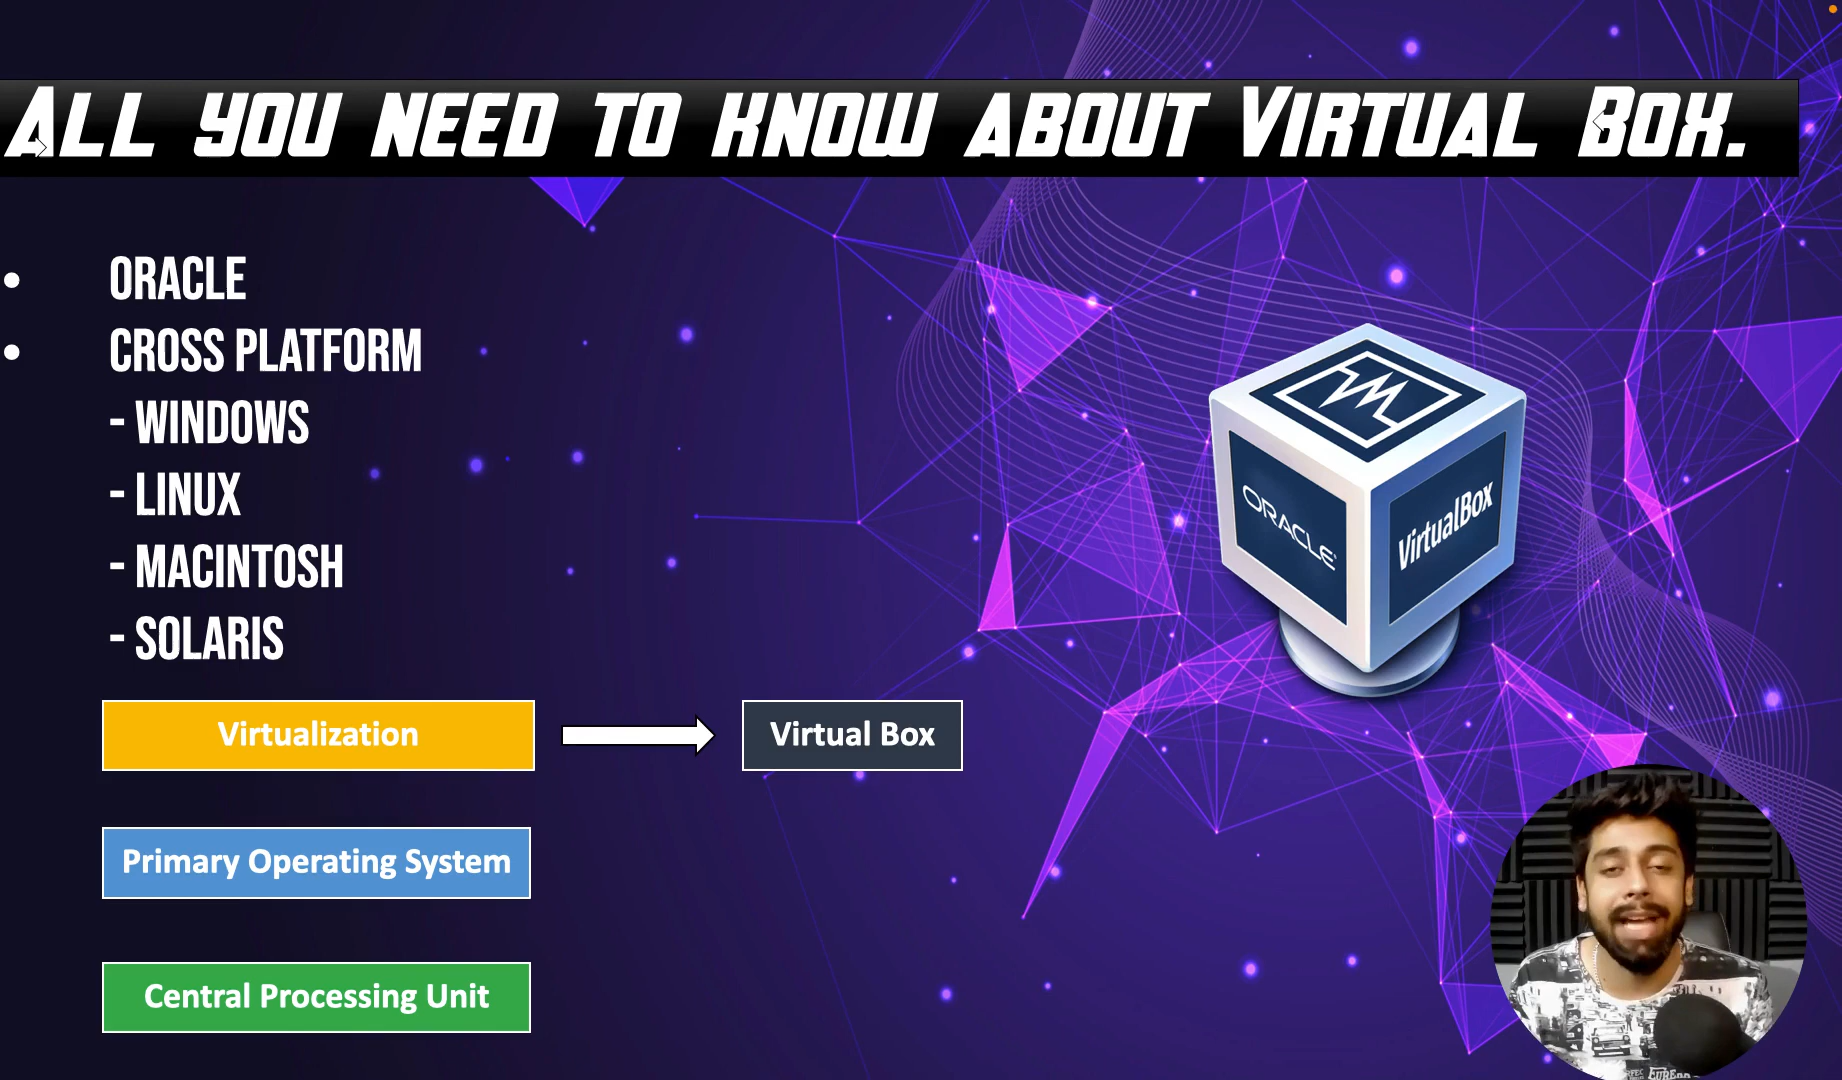 All you need to know about Virtual Box.
• ORACLE
• CROSS PLATFORM
- WINDOWS
- LINUX
- MACINTOSH
- SOLARIS
ORACLE
VirtualBox
Virtualization
Virtual Box
Primary Operating System
Central Processing Unit